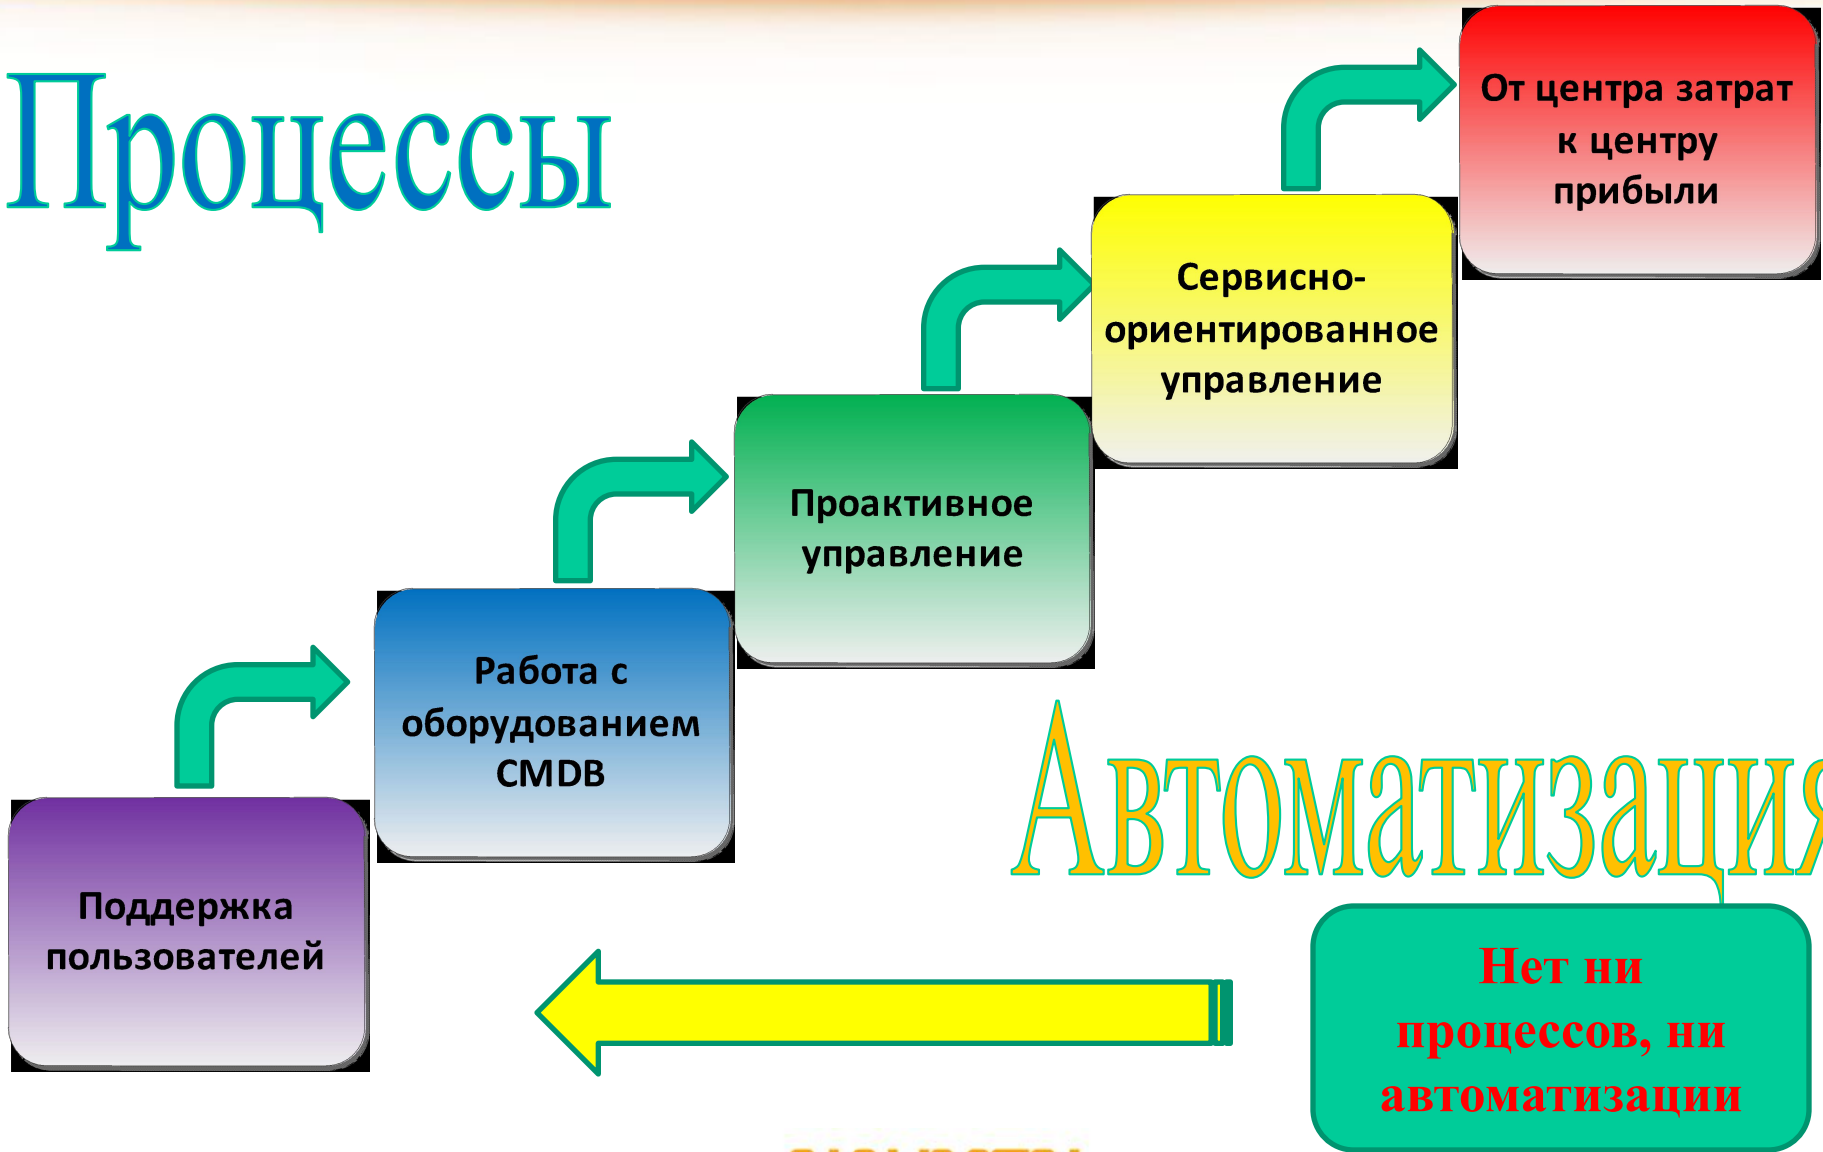 Процессы
От центра затрат
к центру
прибыли
Сервисно-
ориентированное
управление
Проактивное
управление
Работа с
оборудованием
CMDB
Поддержка
пользователей
Автоматизация
Нет ни
процессов, ни
автоматизации